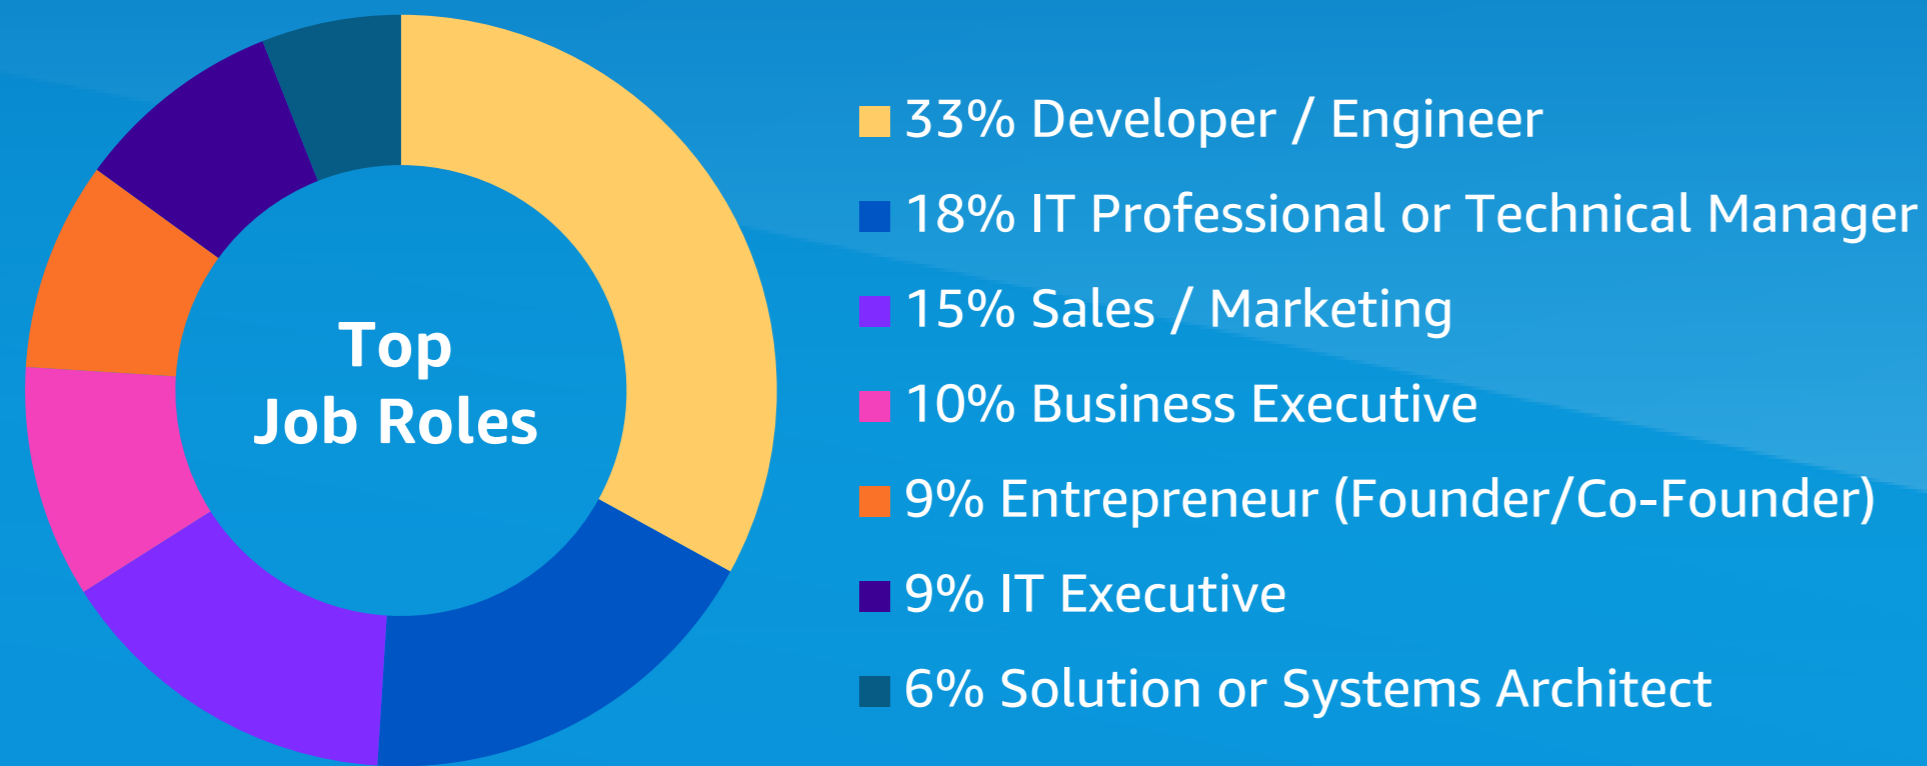 Top
Job Roles
33% Developer / Engineer
18% IT Professional or Technical Manager
15% Sales / Marketing
10% Business Executive
9% Entrepreneur (Founder/Co-Founder)
9% IT Executive
6% Solution or Systems Architect